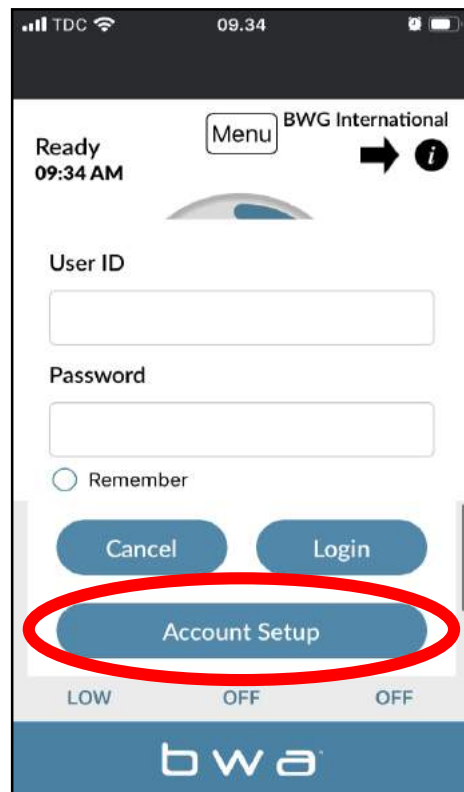 TDC 09.34
BWG International
Ready Menu
09:34 AM
User ID
Password
Remember
Cancel Login
Account Setup
LOW OFF OFF
bwa